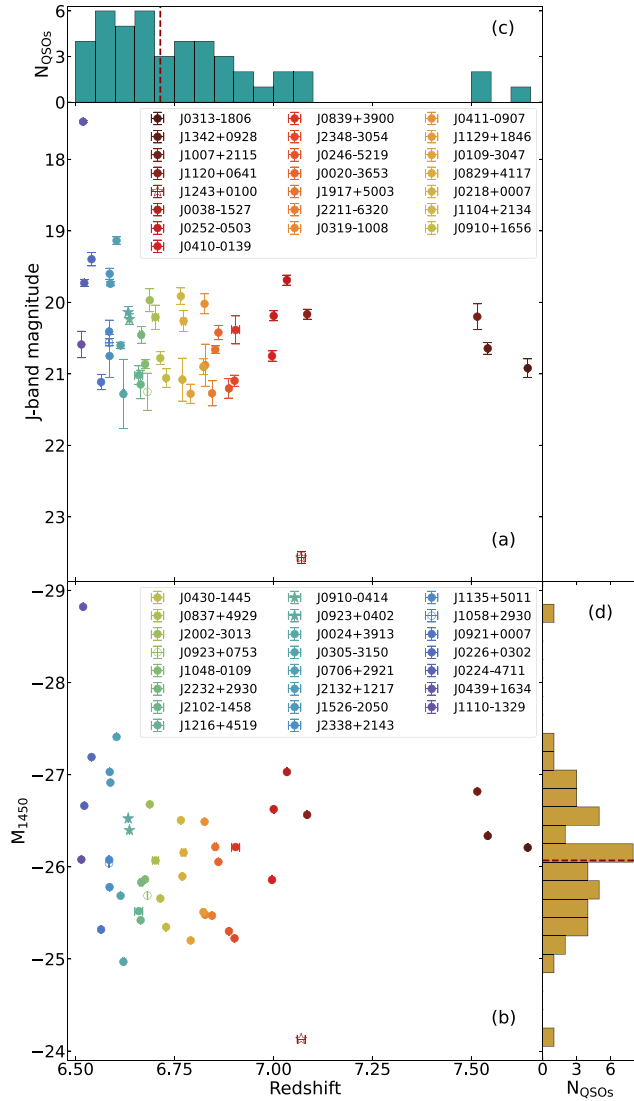 6
3
0
N_QSOs
(c)
18
19
20
21
22
23
J-band magnitude
J0313-1806
J1342+0928
J1007+2115
J1120+0641
J1243+0100
J0038-1527
J0252-0503
J0410-0139
J0839+3900
J2348-3054
J0246-5219
J0020-3653
J1917+5003
J2211-6320
J0319-1008
J0411-0907
J1129+1846
J0109-3047
J0829+4117
J0218+0007
J1104+2134
J0910+1656
(a)
−29
−28
−27
−26
−25
−24
M_1450
J0430-1445
J0837+4929
J2002-3013
J0923+0753
J1048-0109
J2232+2930
J2102-1458
J1216+4519
J0910-0414
J0923+0402
J0024+3913
J0305-3150
J0706+2921
J2132+1217
J1526-2050
J2338+2143
J1135+5011
J1058+2930
J0921+0007
J0226+0302
J0224-4711
J0439+1634
J1110-1329
(b)
(d)
6.50
6.75
7.00
7.25
7.50
Redshift
0
3
6
N_QSOs